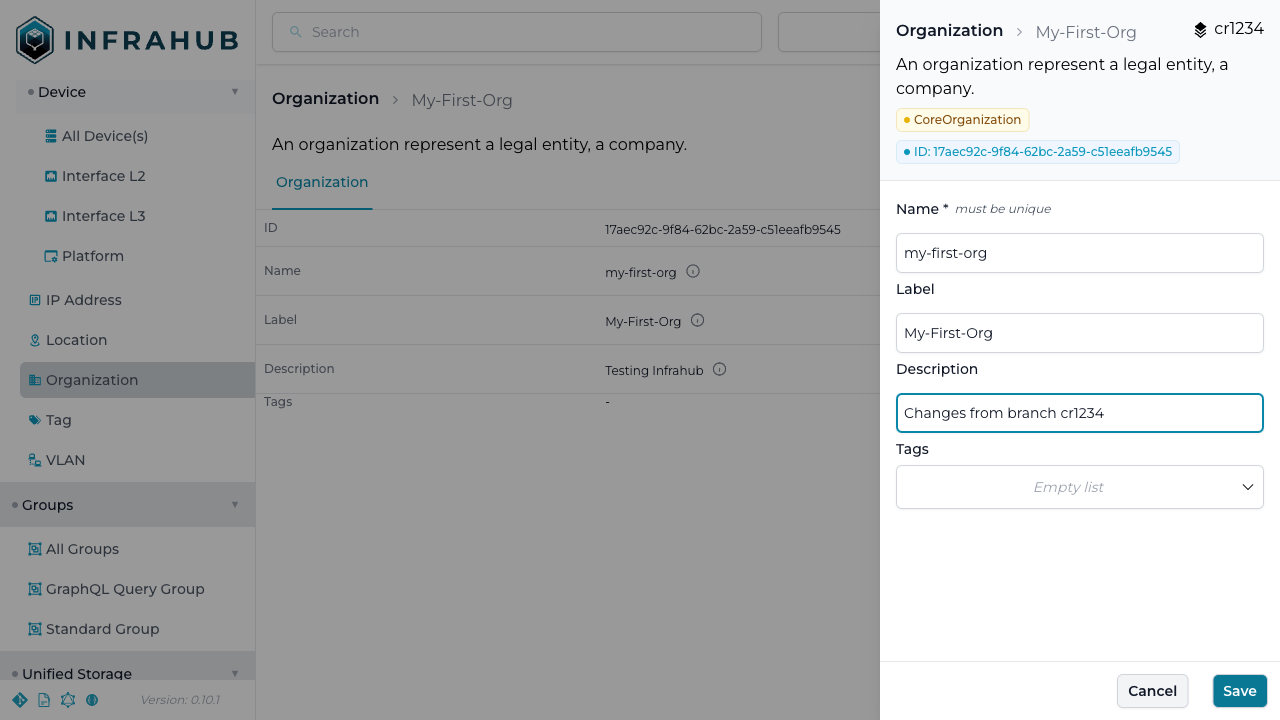 INFRAHUB
Device
All Device(s)
Interface L2
Interface L3
Platform
IP Address
Location
Organization
Tag
VLAN
Groups
All Groups
GraphQL Query Group
Standard Group
Unified Storage
Version: 0.10.1
Search
Organization > My-First-Org
An organization represent a legal entity, a company.
Organization
ID 17aec92c-9f84-62bc-2a59-c51eeafb9545
Name my-first-org
Label My-First-Org
Description Testing Infrahub
Tags -
Organization > My-First-Org cr1234
An organization represent a legal entity, a
company.
CoreOrganization
ID: 17aec92c-9f84-62bc-2a59-c51eeafb9545
Name * must be unique
my-first-org
Label
My-First-Org
Description
Changes from branch cr1234
Tags
Empty list
Cancel Save